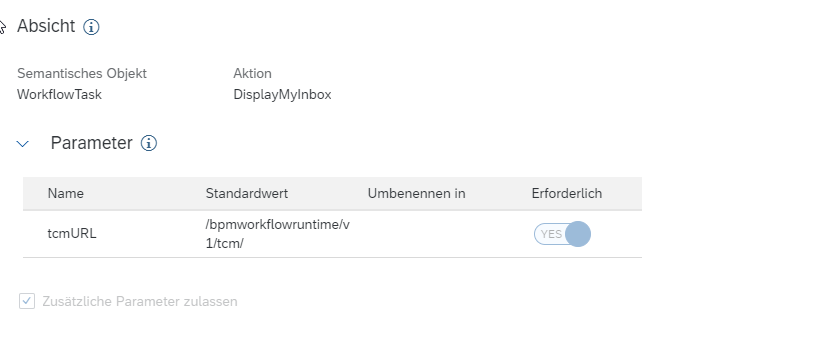 Absicht
Semantisches Objekt Aktion
WorkflowTask DisplayMyInbox
Parameter
Name Standardwert Umbenennen in Erforderlich
tcmURL /bpmworkflowruntime/v
1/tcm/ YES
Zusätzliche Parameter zulassen